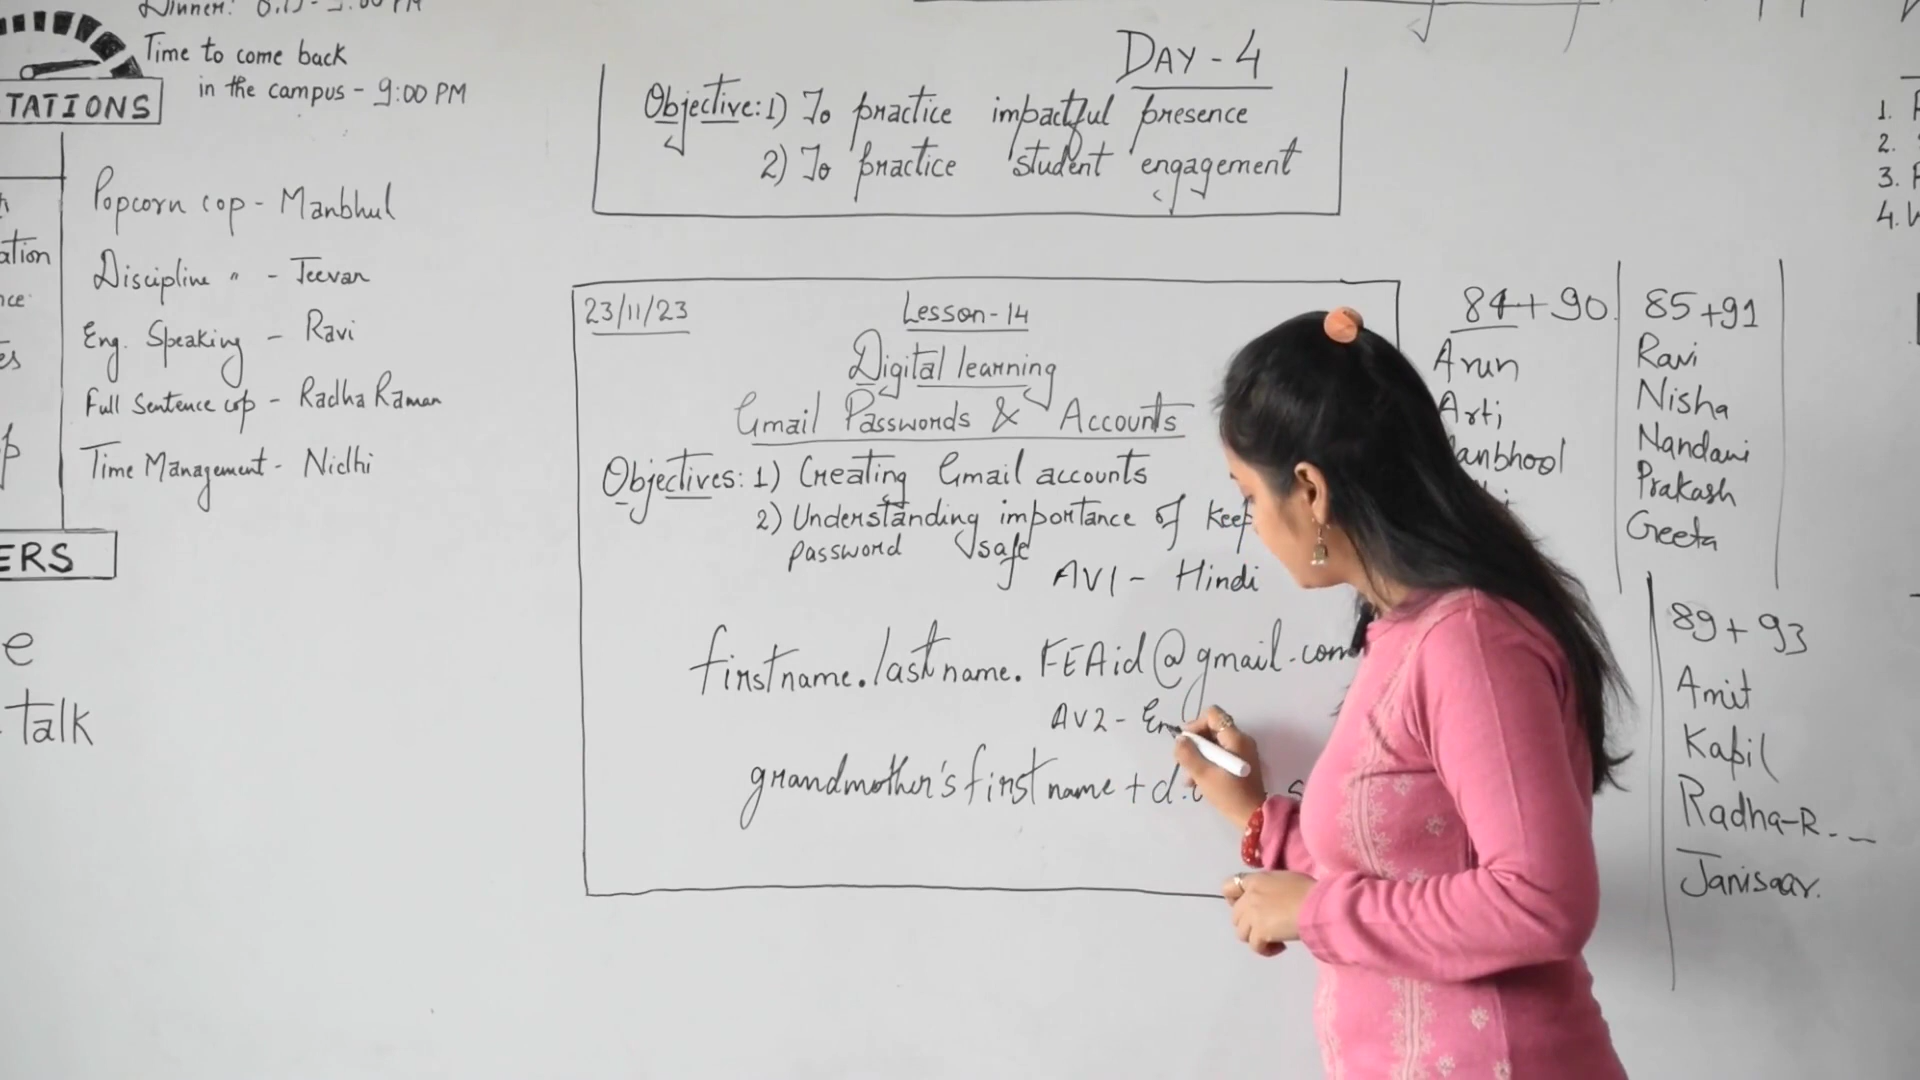 Time to come back
in the campus - 9:00 PM
TATIONS
Popcorn cop - Manbhul
Discipline " - Jeevan
Eng. Speaking - Ravi
Full Sentence cop - Radha Raman
Time Management - Nidhi
ERS
talk
DAY - 4
Objective: 1) To practice impactful presence
2) To practice student engagement
23/11/23
Lesson - 14
Digital learning
Gmail Passwords & Accounts
Objectives: 1) Creating Gmail accounts
2) Understanding importance of keep
password safe
AV1 - Hindi
firstname.lastname.FEAid@gmail.com
AV2 - En
grandmother's first name + d.
84 + 90
Arun
Arti
anbhool
85 + 91
Ravi
Nisha
Nandani
Prakash
Geeta
89 + 93
Amit
Kapil
Radha-R - -
Janisaar.
1.
2.
3.
4.